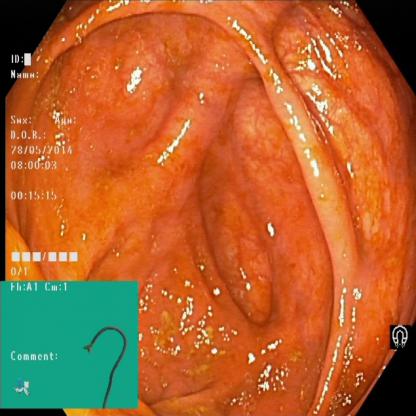 ID:
Name:
Sex: Age:
D.O.B.:
28/05/2014
08:00:03
00:15:15
0/1
Fh:A1 Cm:1
Comment: